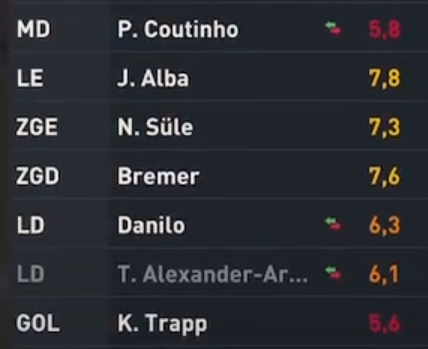 MD P. Coutinho 5,8
LE J. Alba 7,8
ZGE N. Süle 7,3
ZGD Bremer 7,6
LD Danilo 6,3
LD T. Alexander-Ar... 6,1
GOL K. Trapp 5,6